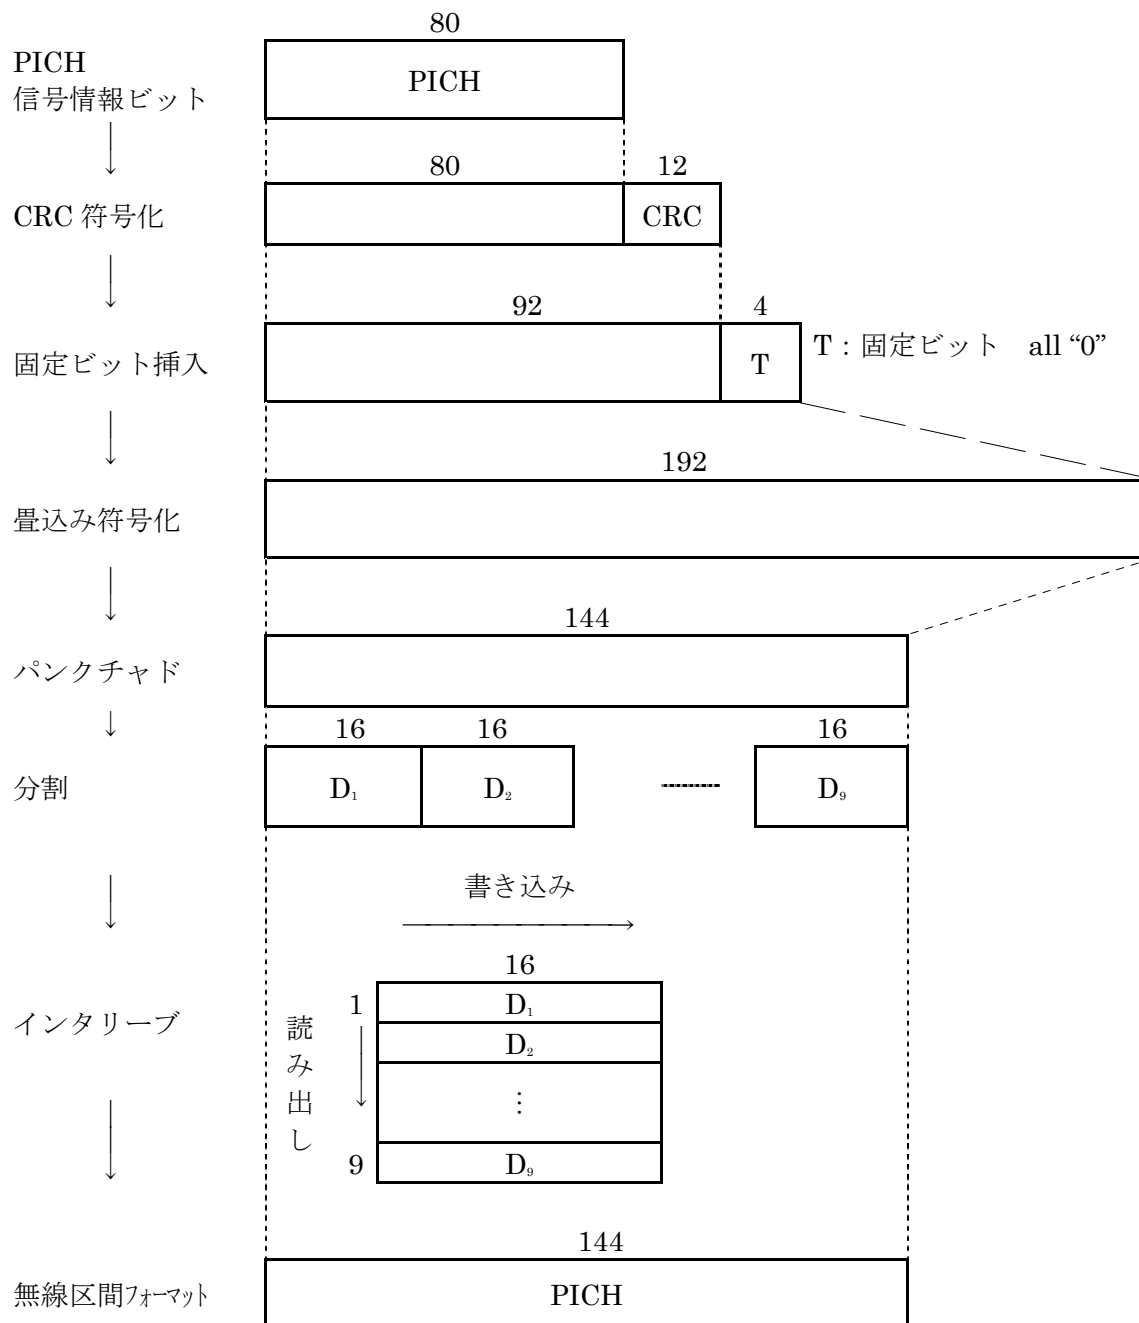 80
PICH
信号情報ビット
PICH
80
12
CRC 符号化
CRC
92
4
固定ビット挿入
T
T：固定ビット　all “0”
192
畳込み符号化
144
パンクチャド
16
16
16
分割
D₁
D₂
D₉
書き込み
16
インタリーブ
読み出し
1
D₁
D₂
⋮
9
D₉
144
無線区間フォーマット
PICH